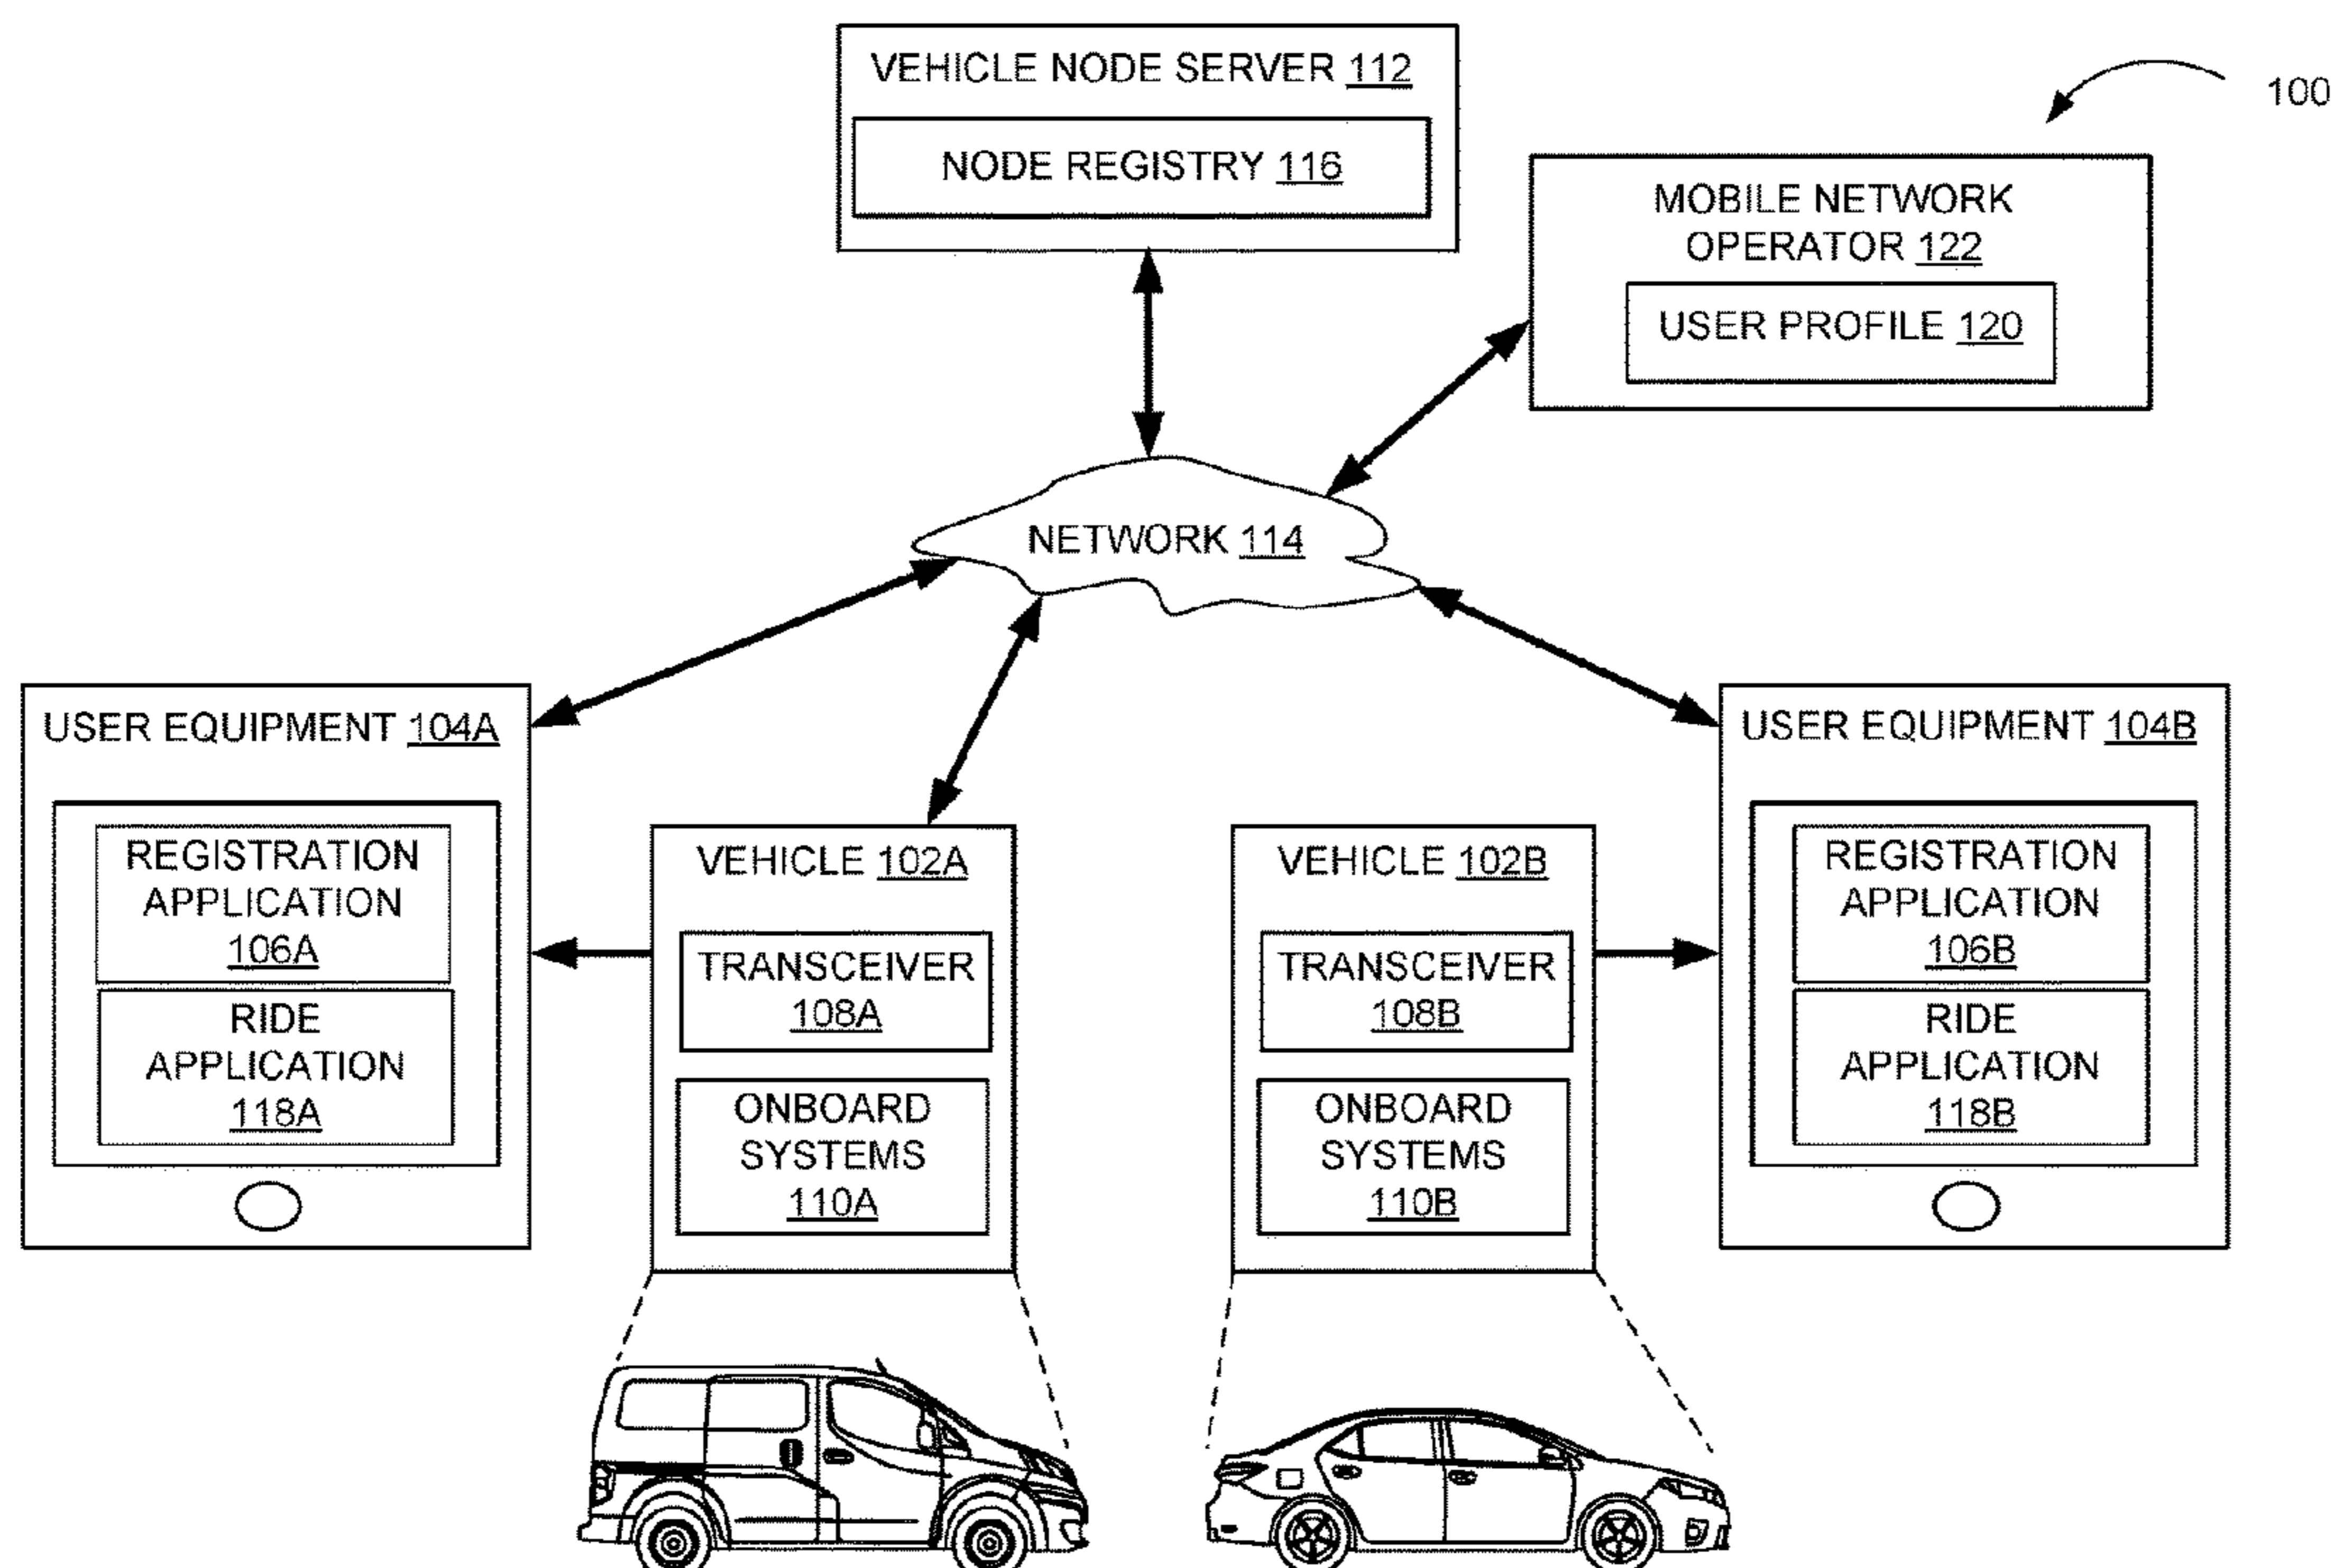 VEHICLE NODE SERVER 112
NODE REGISTRY 116
100
MOBILE NETWORK
OPERATOR 122
USER PROFILE 120
NETWORK 114
USER EQUIPMENT 104A
REGISTRATION
APPLICATION
106A
RIDE
APPLICATION
118A
VEHICLE 102A
TRANSCEIVER
108A
ONBOARD
SYSTEMS
110A
VEHICLE 102B
TRANSCEIVER
108B
ONBOARD
SYSTEMS
110B
USER EQUIPMENT 104B
REGISTRATION
APPLICATION
106B
RIDE
APPLICATION
118B